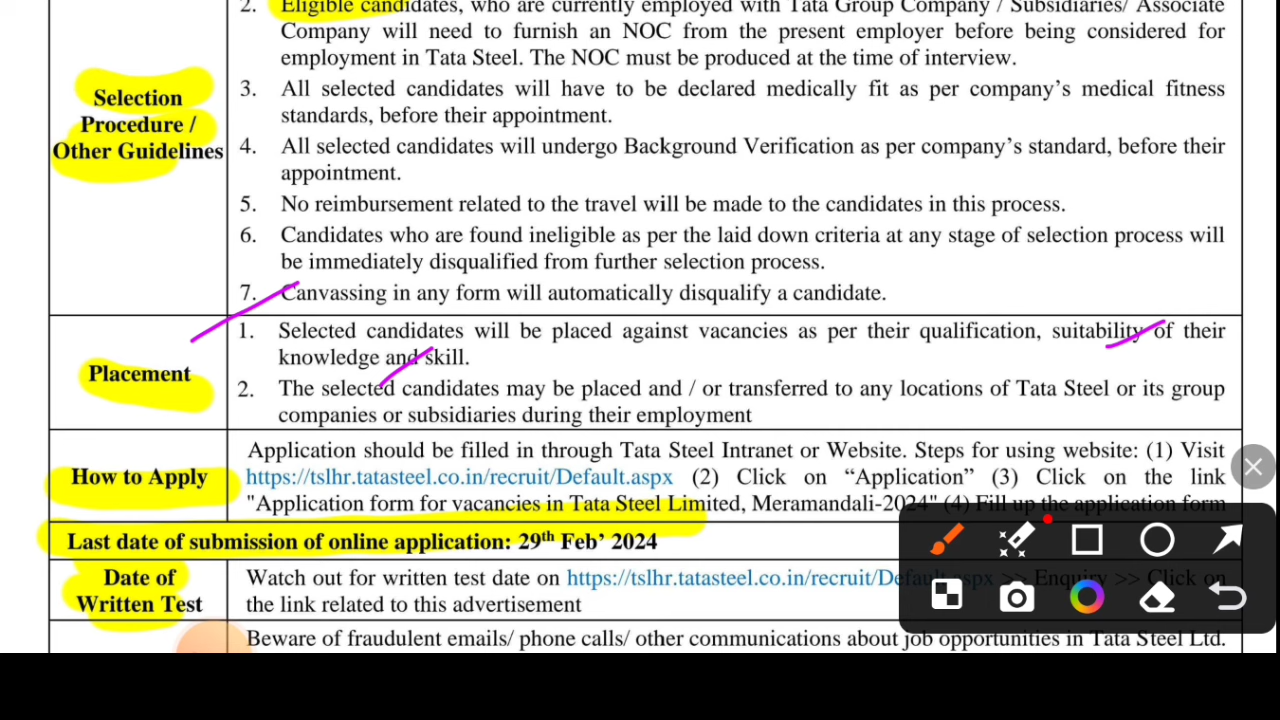 2. Eligible candidates, who are currently employed with Tata Group Company / Subsidiaries/ Associate
Company will need to furnish an NOC from the present employer before being considered for
employment in Tata Steel. The NOC must be produced at the time of interview.
Selection
Procedure /
Other Guidelines
3. All selected candidates will have to be declared medically fit as per company's medical fitness
standards, before their appointment.
4. All selected candidates will undergo Background Verification as per company's standard, before their
appointment.
5. No reimbursement related to the travel will be made to the candidates in this process.
6. Candidates who are found ineligible as per the laid down criteria at any stage of selection process will
be immediately disqualified from further selection process.
7. Canvassing in any form will automatically disqualify a candidate.
Placement
1. Selected candidates will be placed against vacancies as per their qualification, suitability of their
knowledge and skill.
2. The selected candidates may be placed and / or transferred to any locations of Tata Steel or its group
companies or subsidiaries during their employment
How to Apply
Application should be filled in through Tata Steel Intranet or Website. Steps for using website: (1) Visit
https://tslhr.tatasteel.co.in/recruit/Default.aspx (2) Click on “Application” (3) Click on the link
"Application form for vacancies in Tata Steel Limited, Meramandali-2024" (4) Fill up the application form
Last date of submission of online application: 29th Feb' 2024
Date of
Written Test
Watch out for written test date on https://tslhr.tatasteel.co.in/recruit/Default.aspx >> Enquiry >> Click on
the link related to this advertisement
Beware of fraudulent emails/ phone calls/ other communications about job opportunities in Tata Steel Ltd.